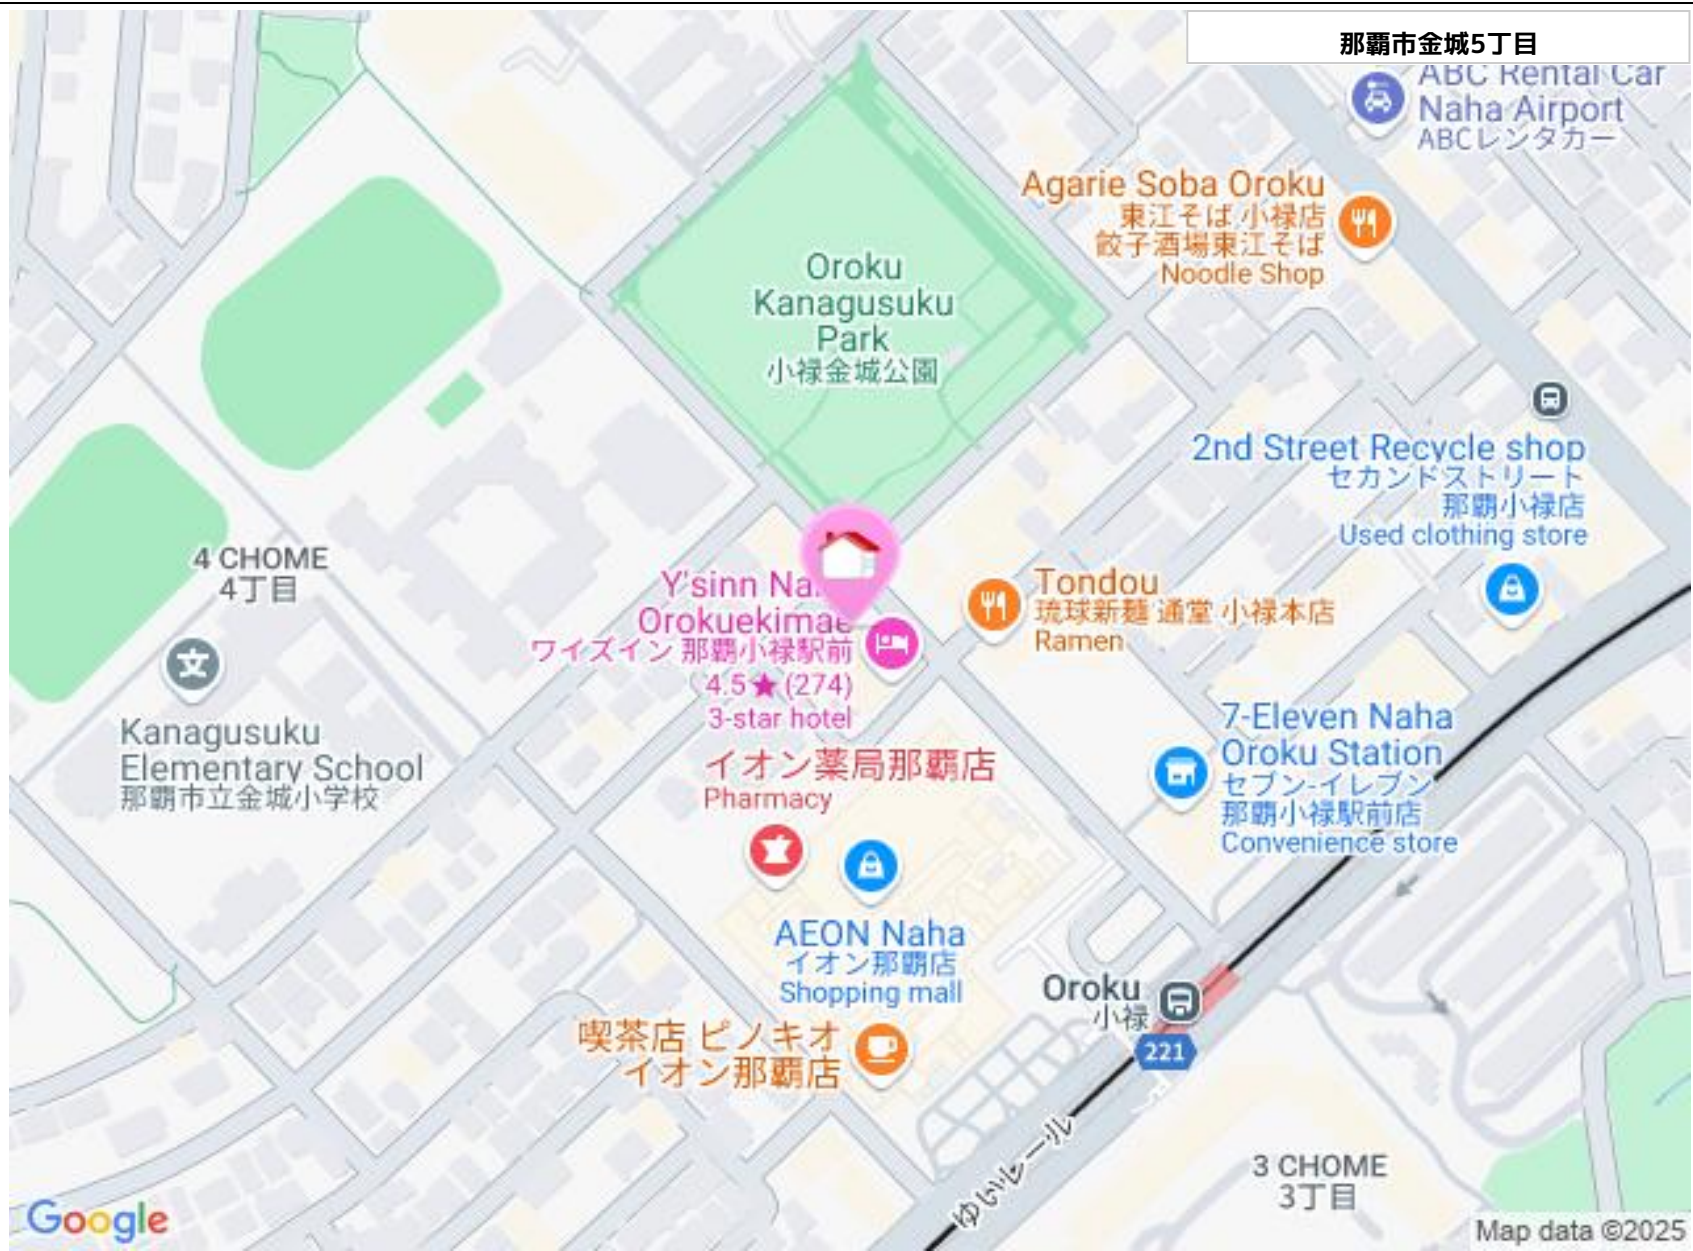 那覇市金城5丁目
ABC Rental Car
Naha Airport
ABCレンタカー
Agarie Soba Oroku
東江そば 小禄店
餃子酒場東江そば
Noodle Shop
Oroku
Kanagusuku
Park
小禄金城公園
2nd Street Recycle shop
セカンドストリート
那覇小禄店
Used clothing store
4 CHOME
4丁目
Y'sinn Na
Orokuekimae
ワイズイン 那覇小禄駅前
4.5★(274)
3-star hotel
Tondou
琉球新麺 通堂 小禄本店
Ramen
文
Kanagusuku
Elementary School
那覇市立金城小学校
7-Eleven Naha
Oroku Station
セブン-イレブン
那覇小禄駅前店
Convenience store
イオン薬局那覇店
Pharmacy
AEON Naha
イオン那覇店
Shopping mall
Oroku
小禄
221
喫茶店 ピノキオ
イオン那覇店
ゆいレール
3 CHOME
3丁目
Google
Map data ©2025